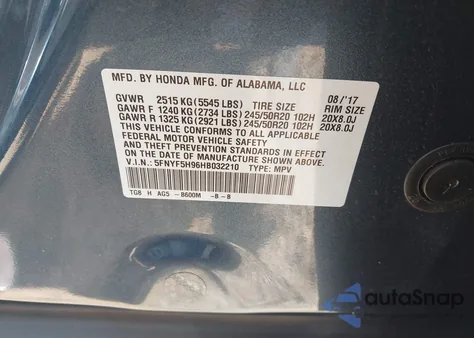 MFD. BY HONDA MFG. OF ALABAMA, LLC
GVWR 2515 KG (5545 LBS) TIRE SIZE 08/'17 RIM SIZE
GAWR F 1240 KG (2734 LBS) 245/50R20 102H 20X8.0J
GAWR R 1325 KG (2921 LBS) 245/50R20 102H 20X8.0J
THIS VEHICLE CONFORMS TO ALL APPLICABLE
FEDERAL MOTOR VEHICLE SAFETY STANDARDS IN
EFFECT ON THE DATE OF MANUFACTURE SHOWN ABOVE.
V.I.N.: 5FNYF5H96HB032210 TYPE: MPV
TG8 H AG5 - B600M -B - B
autoSnap